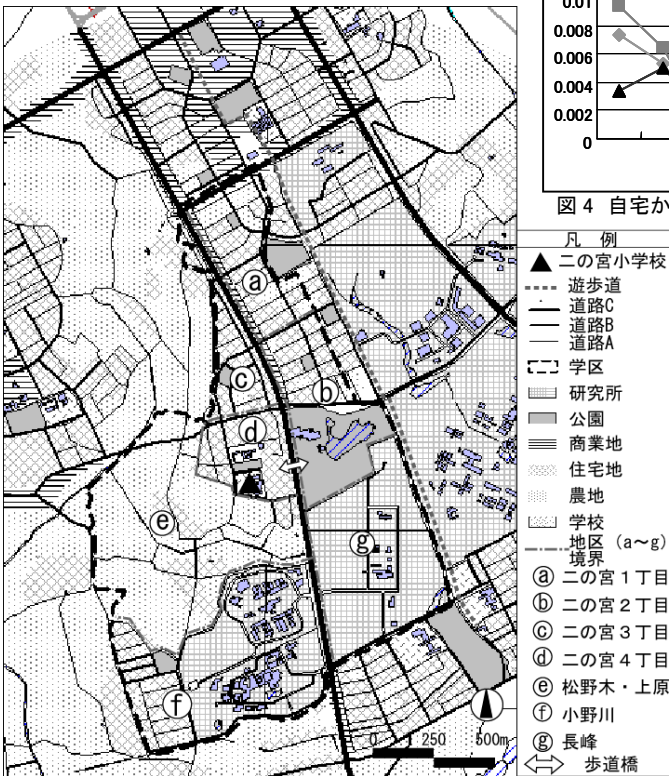 0.01
0.008
0.006
0.004
0.002
0
図 4 自宅か
凡 例
二の宮小学校
遊歩道
道路C
道路B
道路A
学区
研究所
公園
商業地
住宅地
農地
学校
地区（a～g）
境界
ⓐ 二の宮１丁目
ⓑ 二の宮２丁目
ⓒ 二の宮３丁目
ⓓ 二の宮４丁目
ⓔ 松野木・上原
ⓕ 小野川
ⓖ 長峰
歩道橋
ⓐ
ⓑ
ⓒ
ⓓ
ⓔ
ⓖ
ⓕ
0 250 500m